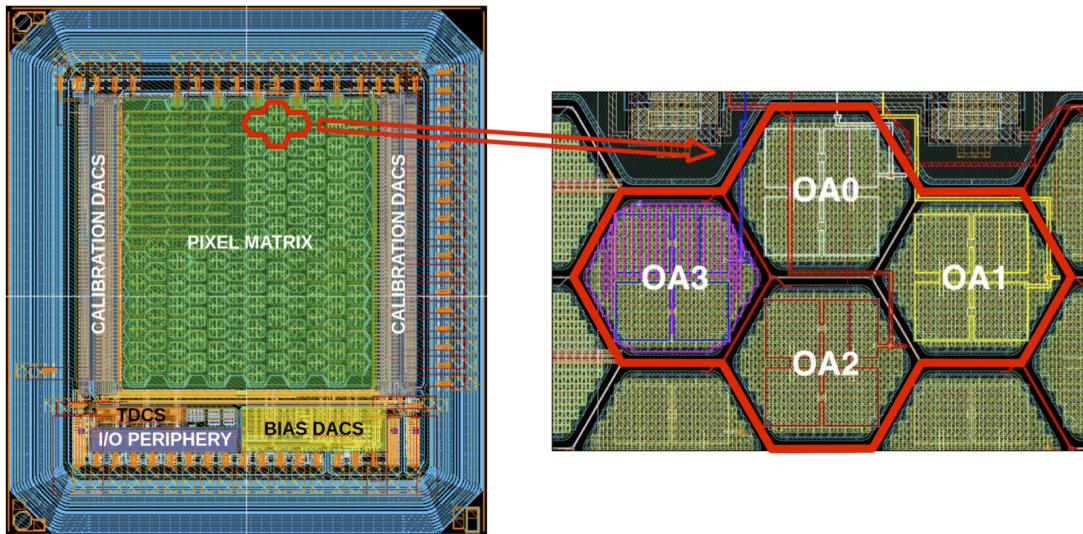 CALIBRATION DACS
PIXEL MATRIX
CALIBRATION DACS
TDCS
I/O PERIPHERY
BIAS DACS
OA0
OA3
OA1
OA2